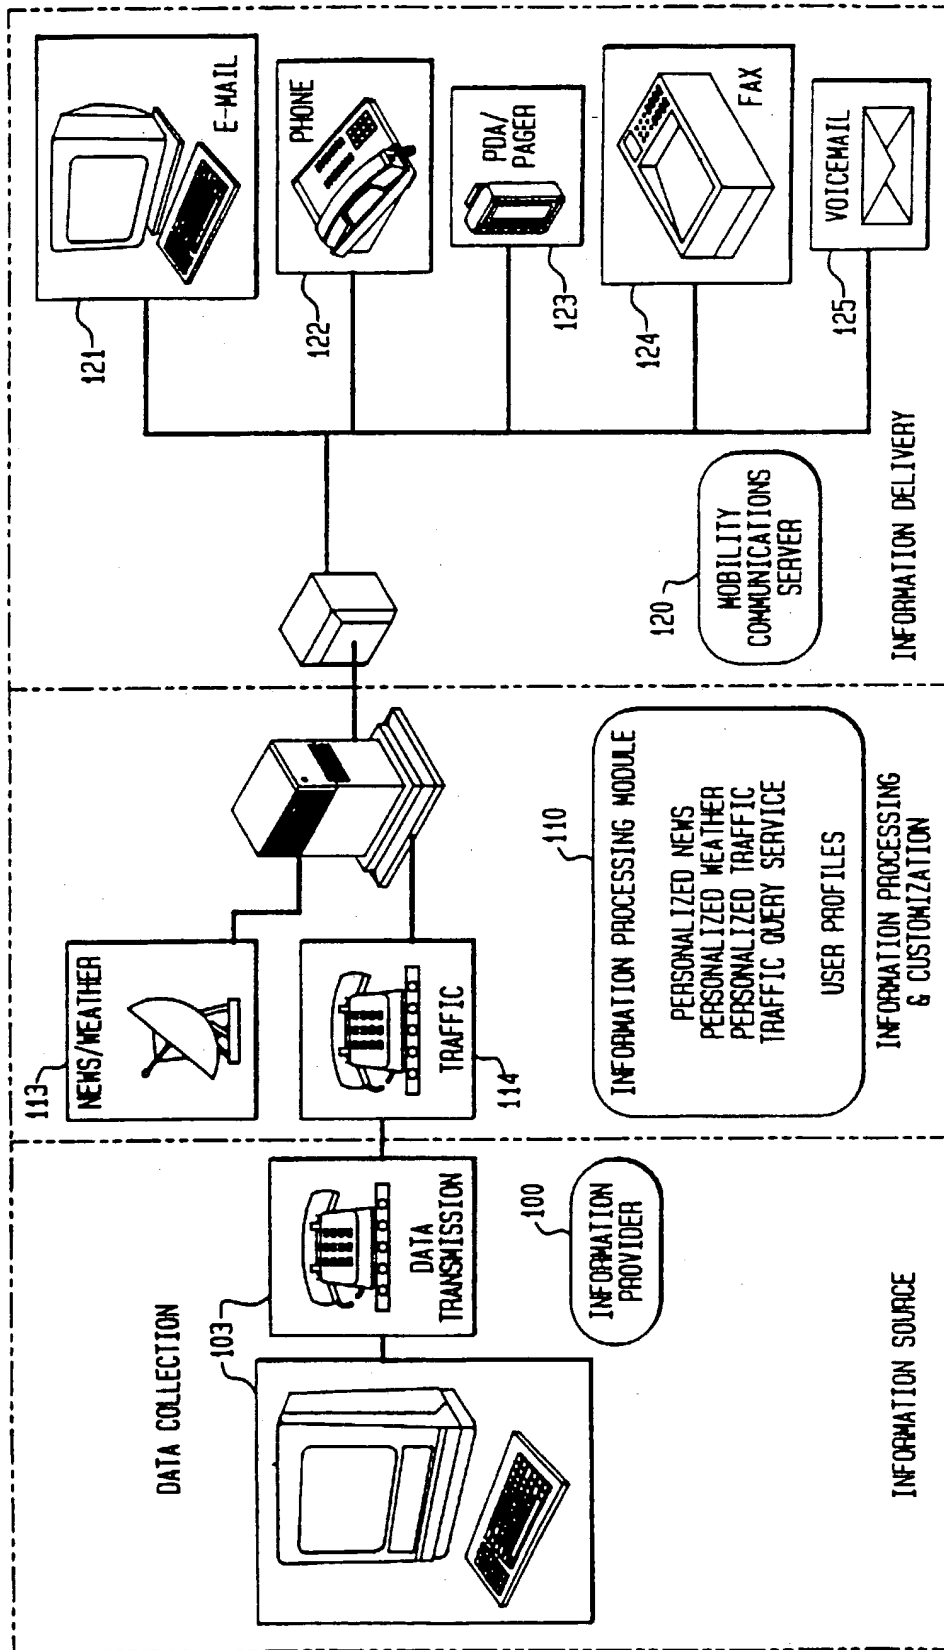 DATA COLLECTION
103
DATA
TRANSMISSION
100
INFORMATION
PROVIDER
INFORMATION SOURCE
113
NEWS/WEATHER
TRAFFIC
114
110
INFORMATION PROCESSING MODULE
PERSONALIZED NEWS
PERSONALIZED WEATHER
PERSONALIZED TRAFFIC
TRAFFIC QUERY SERVICE
USER PROFILES
INFORMATION PROCESSING
& CUSTOMIZATION
120
MOBILITY
COMMUNICATIONS
SERVER
INFORMATION DELIVERY
121
E-MAIL
122
PHONE
123
PDA/
PAGER
124
FAX
125
VOICEMAIL